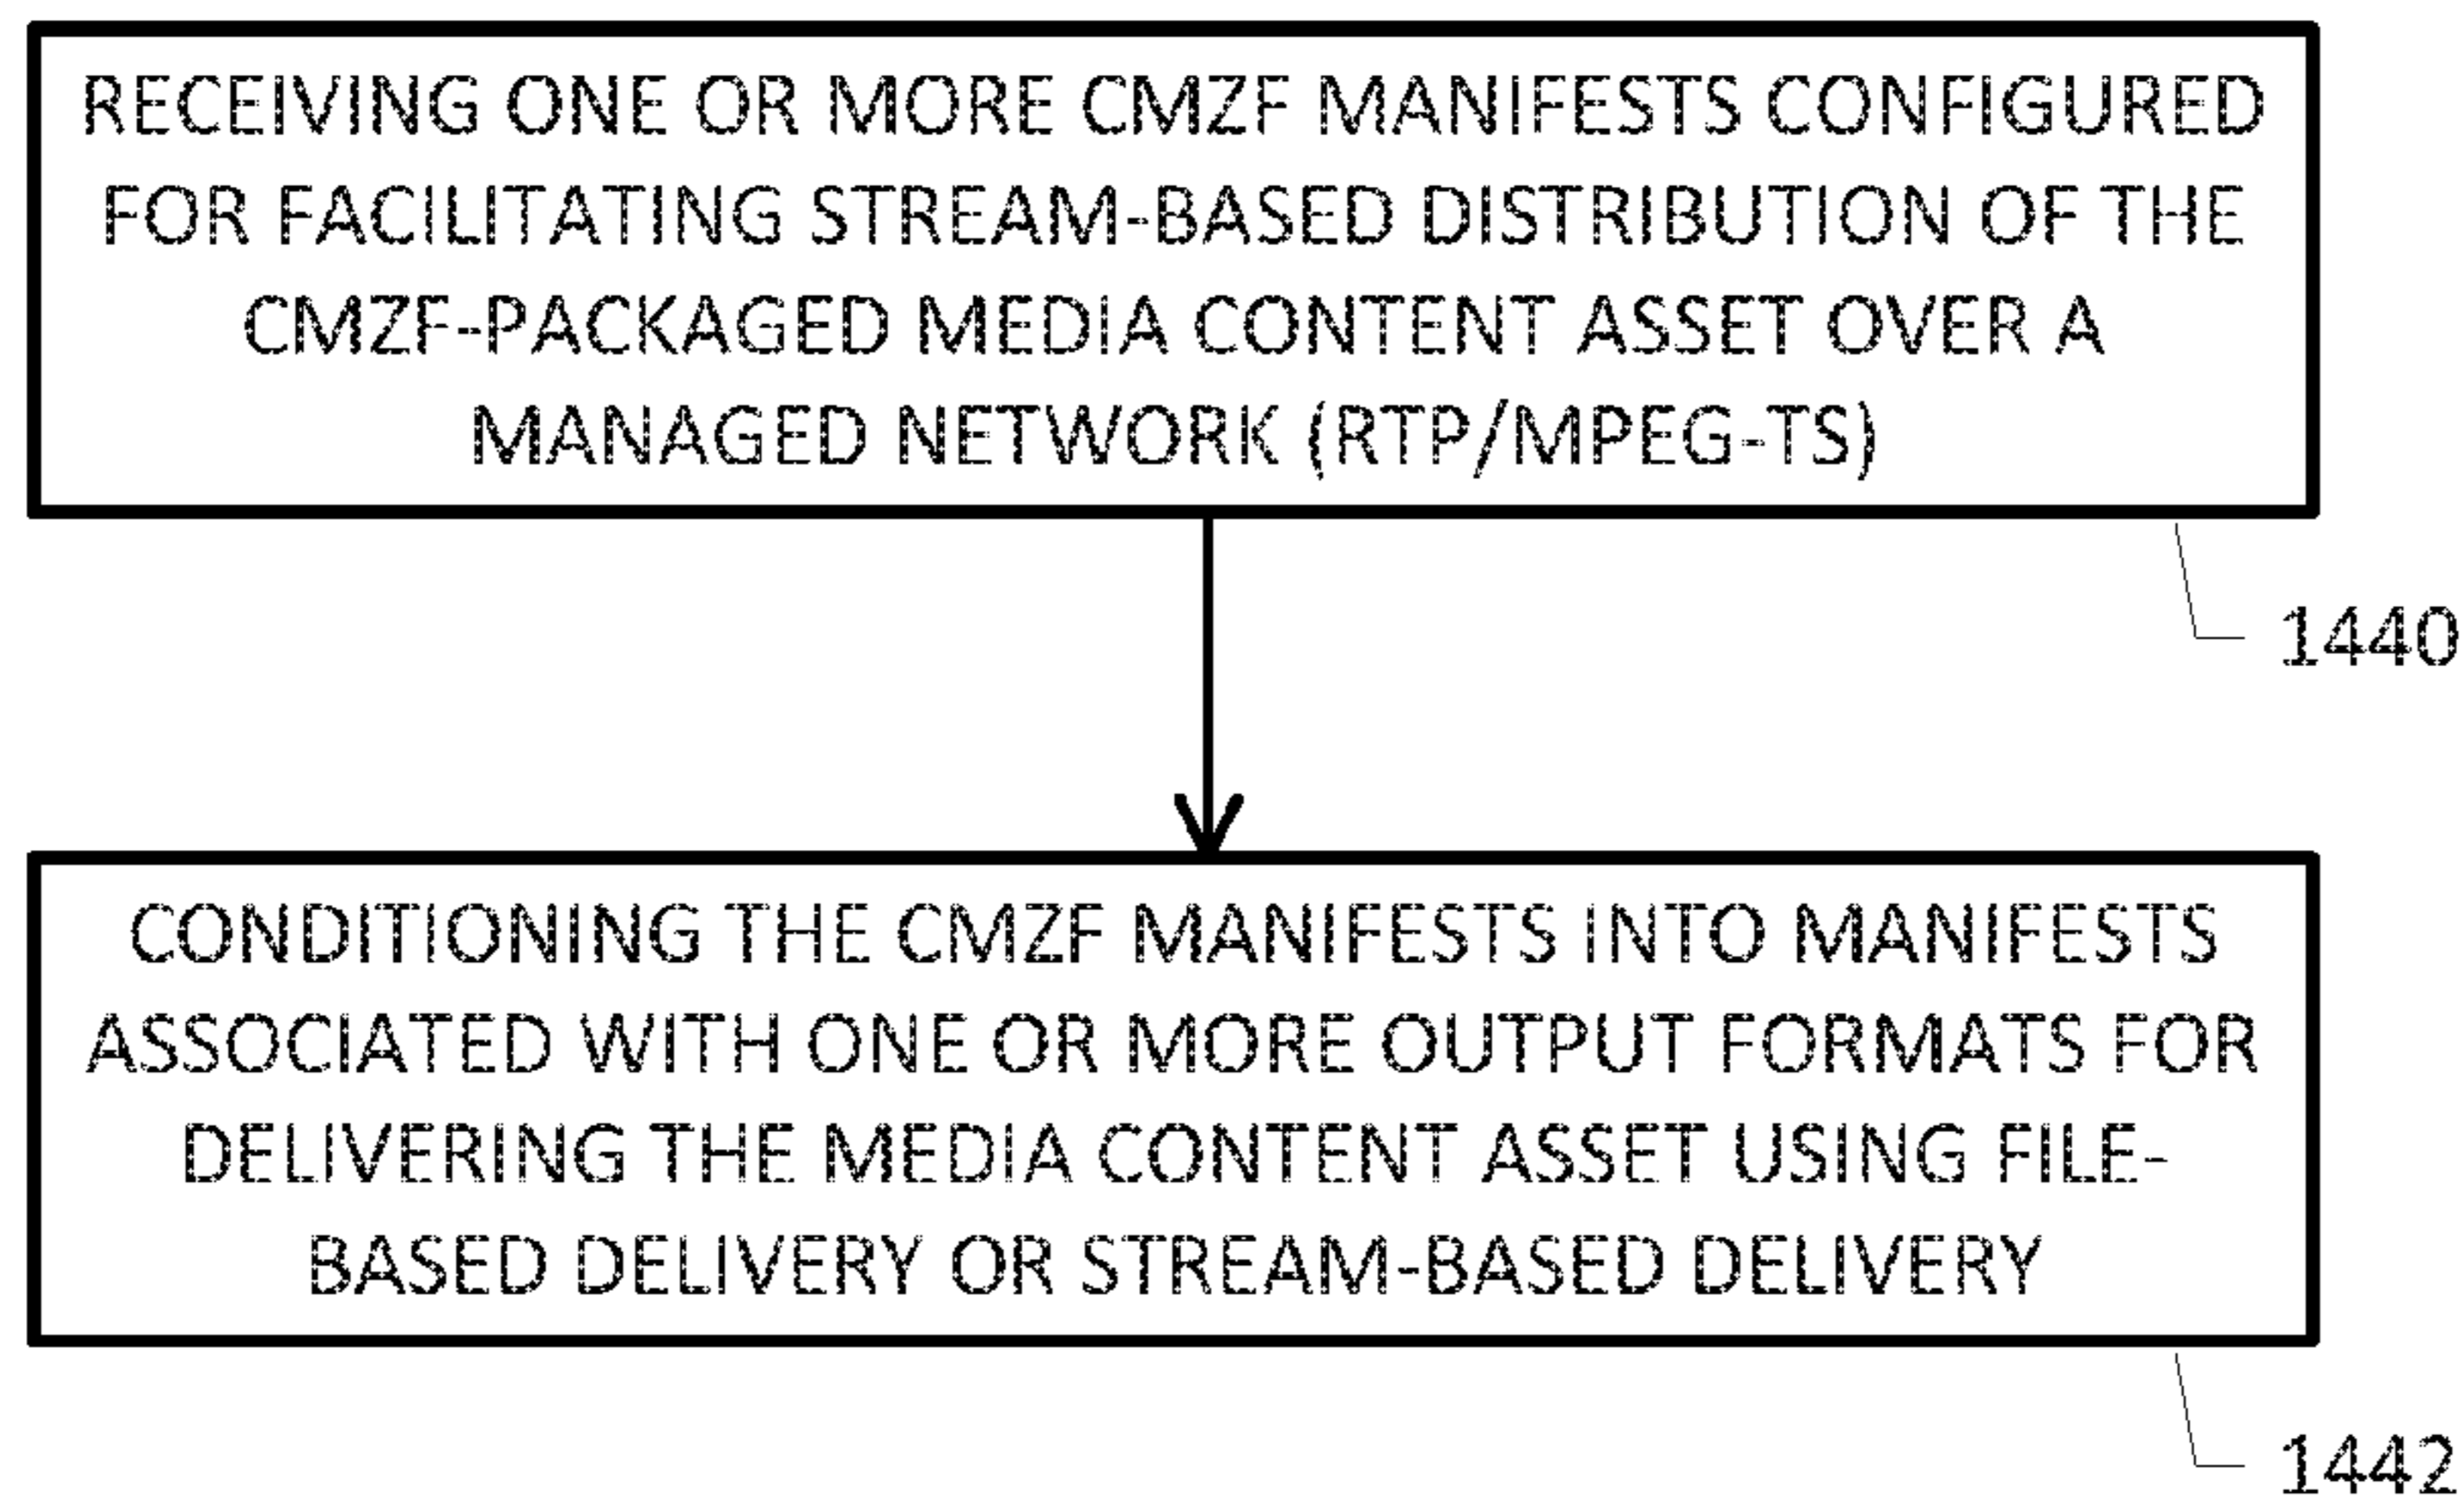 RECEIVING ONE OR MORE CMZF MANIFESTS CONFIGURED
FOR FACILITATING STREAM-BASED DISTRIBUTION OF THE
CMZF-PACKAGED MEDIA CONTENT ASSET OVER A
MANAGED NETWORK (RTP/MPEG-TS)
1440
CONDITIONING THE CMZF MANIFESTS INTO MANIFESTS
ASSOCIATED WITH ONE OR MORE OUTPUT FORMATS FOR
DELIVERING THE MEDIA CONTENT ASSET USING FILE-
BASED DELIVERY OR STREAM-BASED DELIVERY
1442